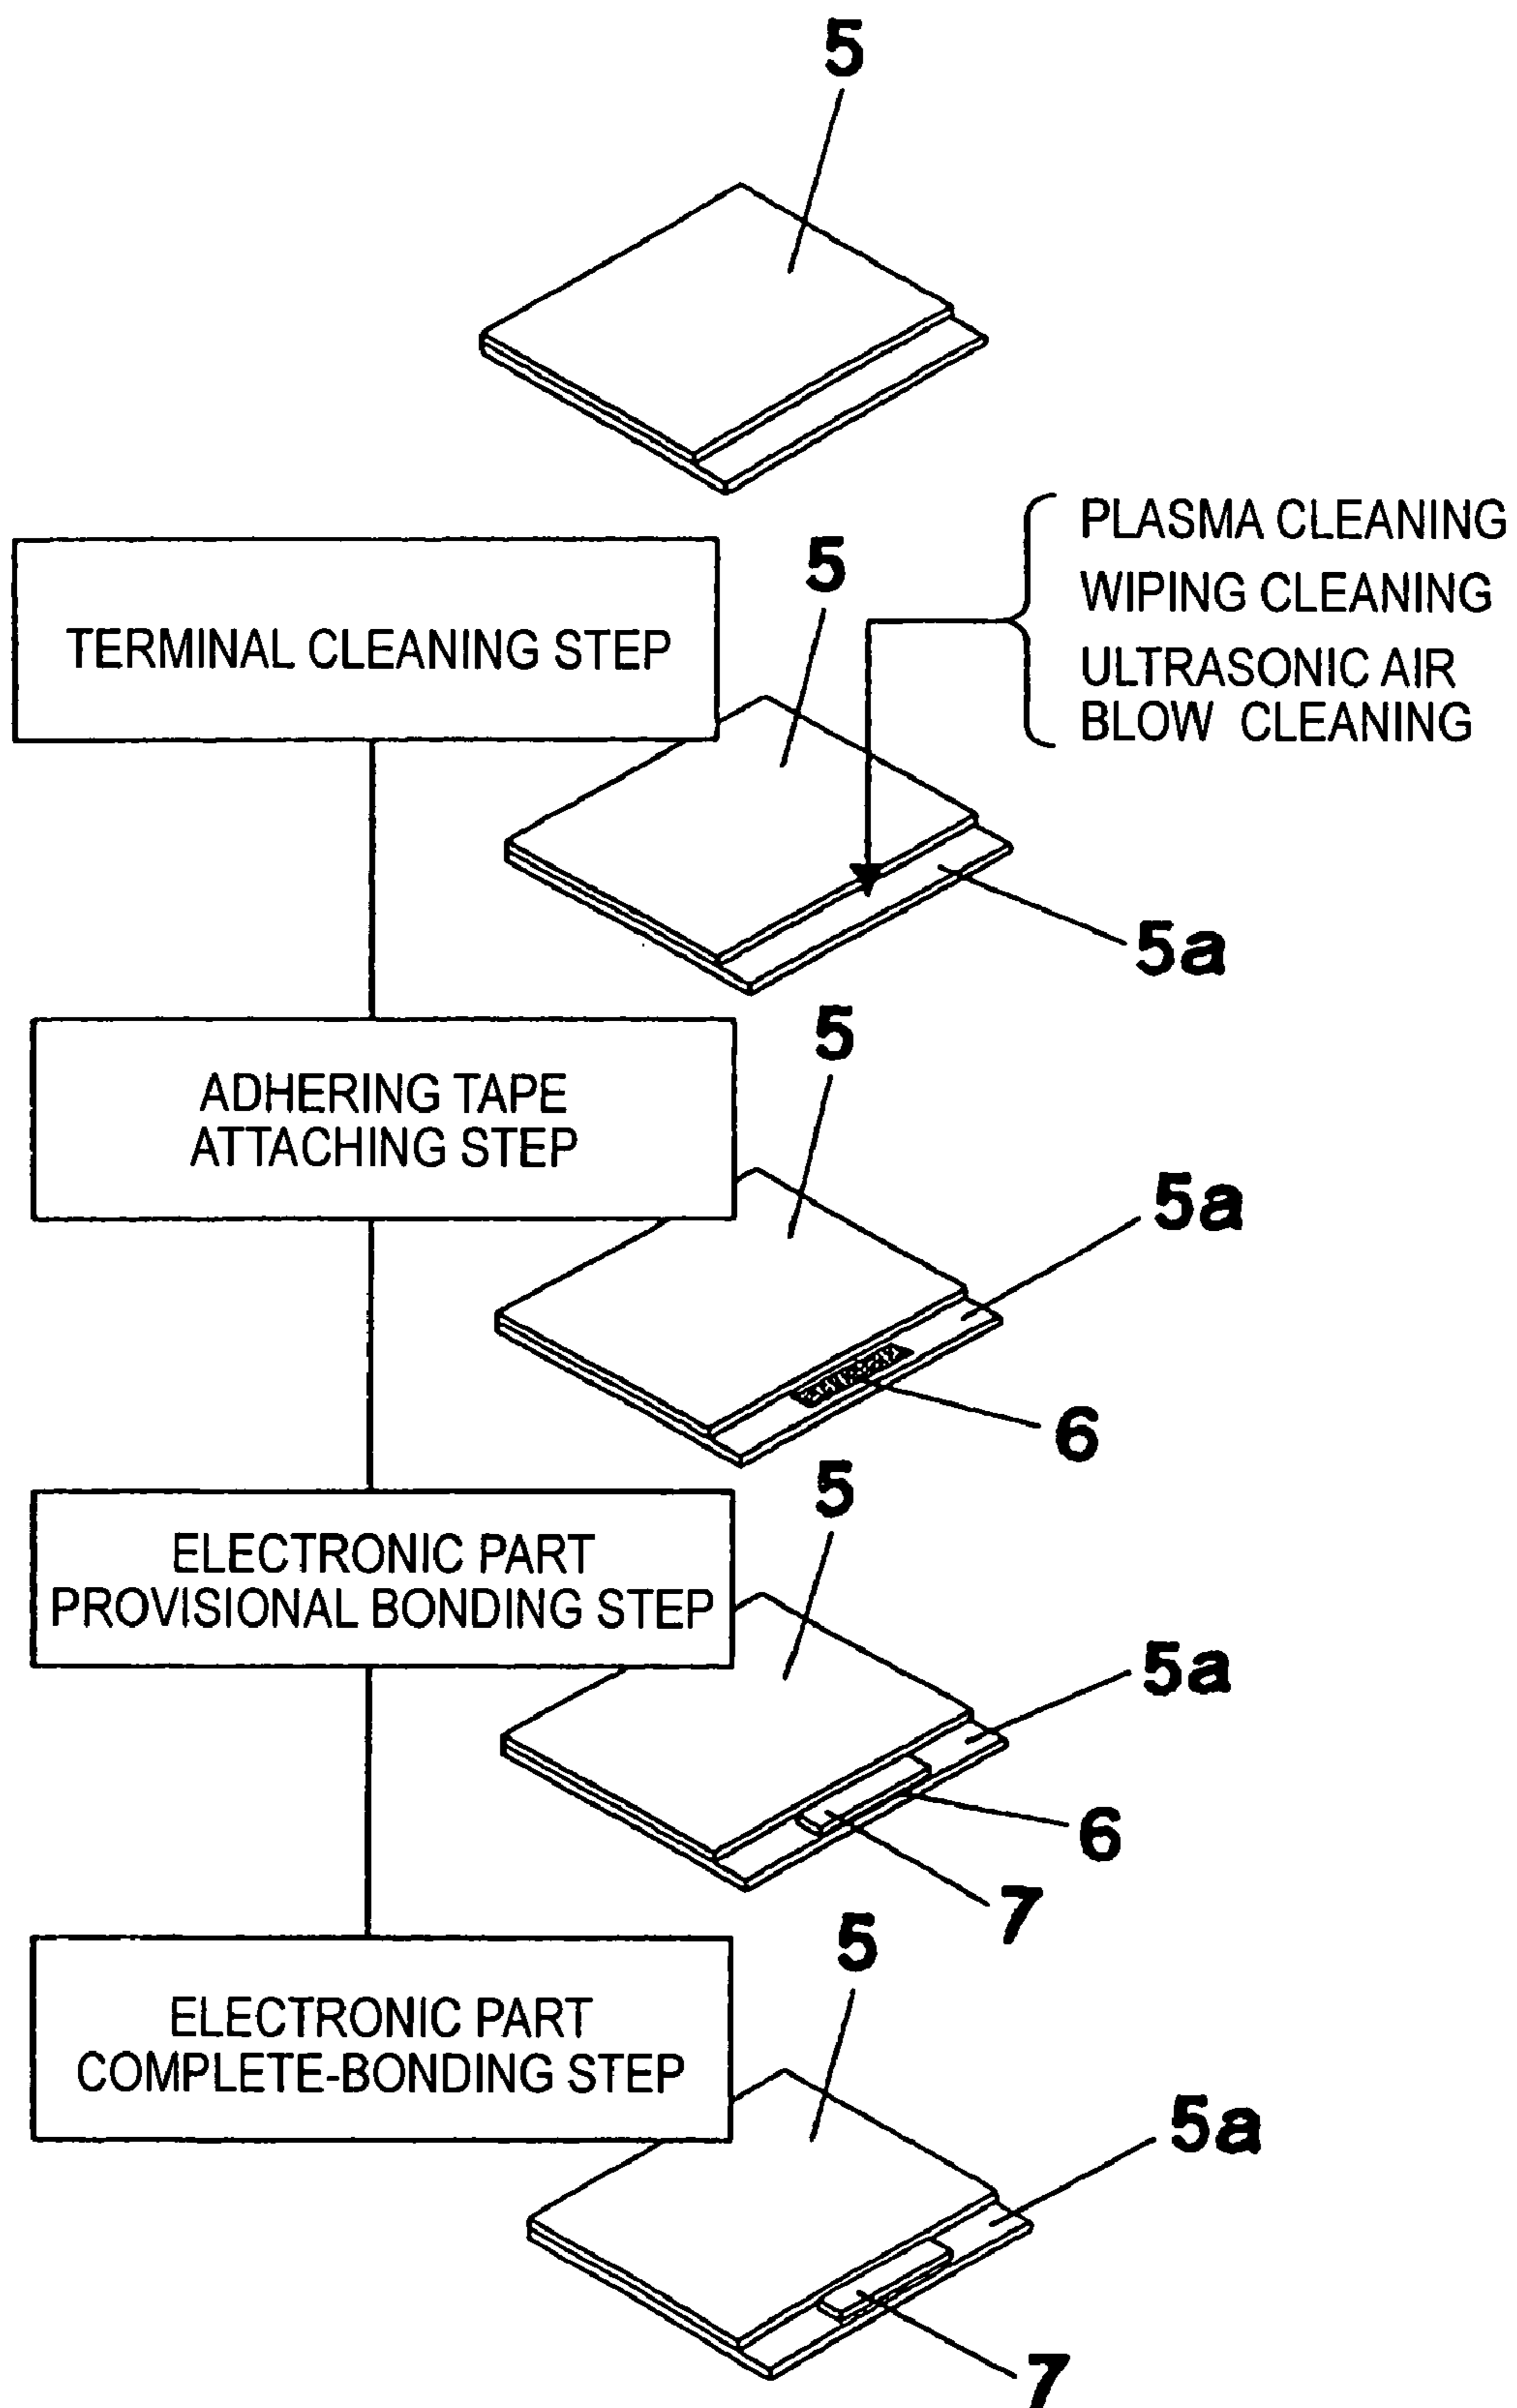 5
PLASMA CLEANING
WIPING CLEANING
ULTRASONIC AIR
BLOW CLEANING
5
TERMINAL CLEANING STEP
5a
5
ADHERING TAPE
ATTACHING STEP
5a
6
5
ELECTRONIC PART
PROVISIONAL BONDING STEP
5a
6
7
5
ELECTRONIC PART
COMPLETE-BONDING STEP
5a
7